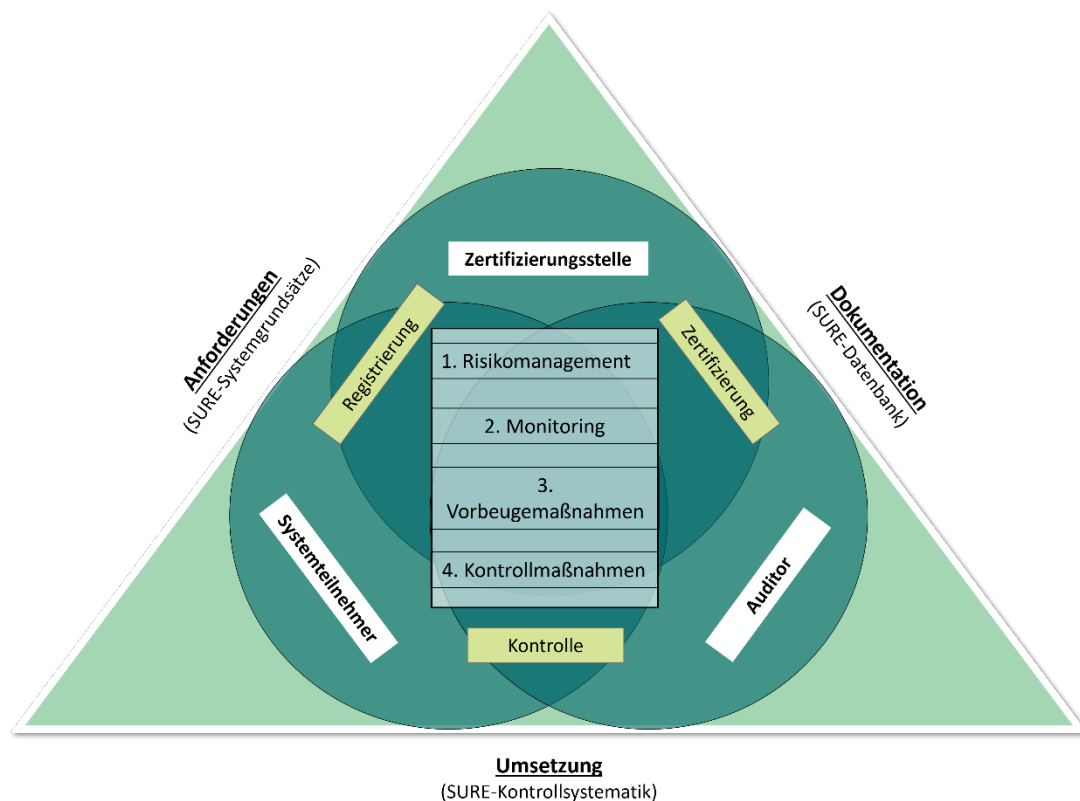 Zertifizierungsstelle
Anforderungen
(SURE-Systemgrundsätze)
Dokumentation
(SURE-Datenbank)
Registrierung
Zertifizierung
1. Risikomanagement
2. Monitoring
3.
Vorbeugemaßnahmen
4. Kontrollmaßnahmen
Systemteilnehmer
Auditor
Kontrolle
Umsetzung
(SURE-Kontrollsystematik)